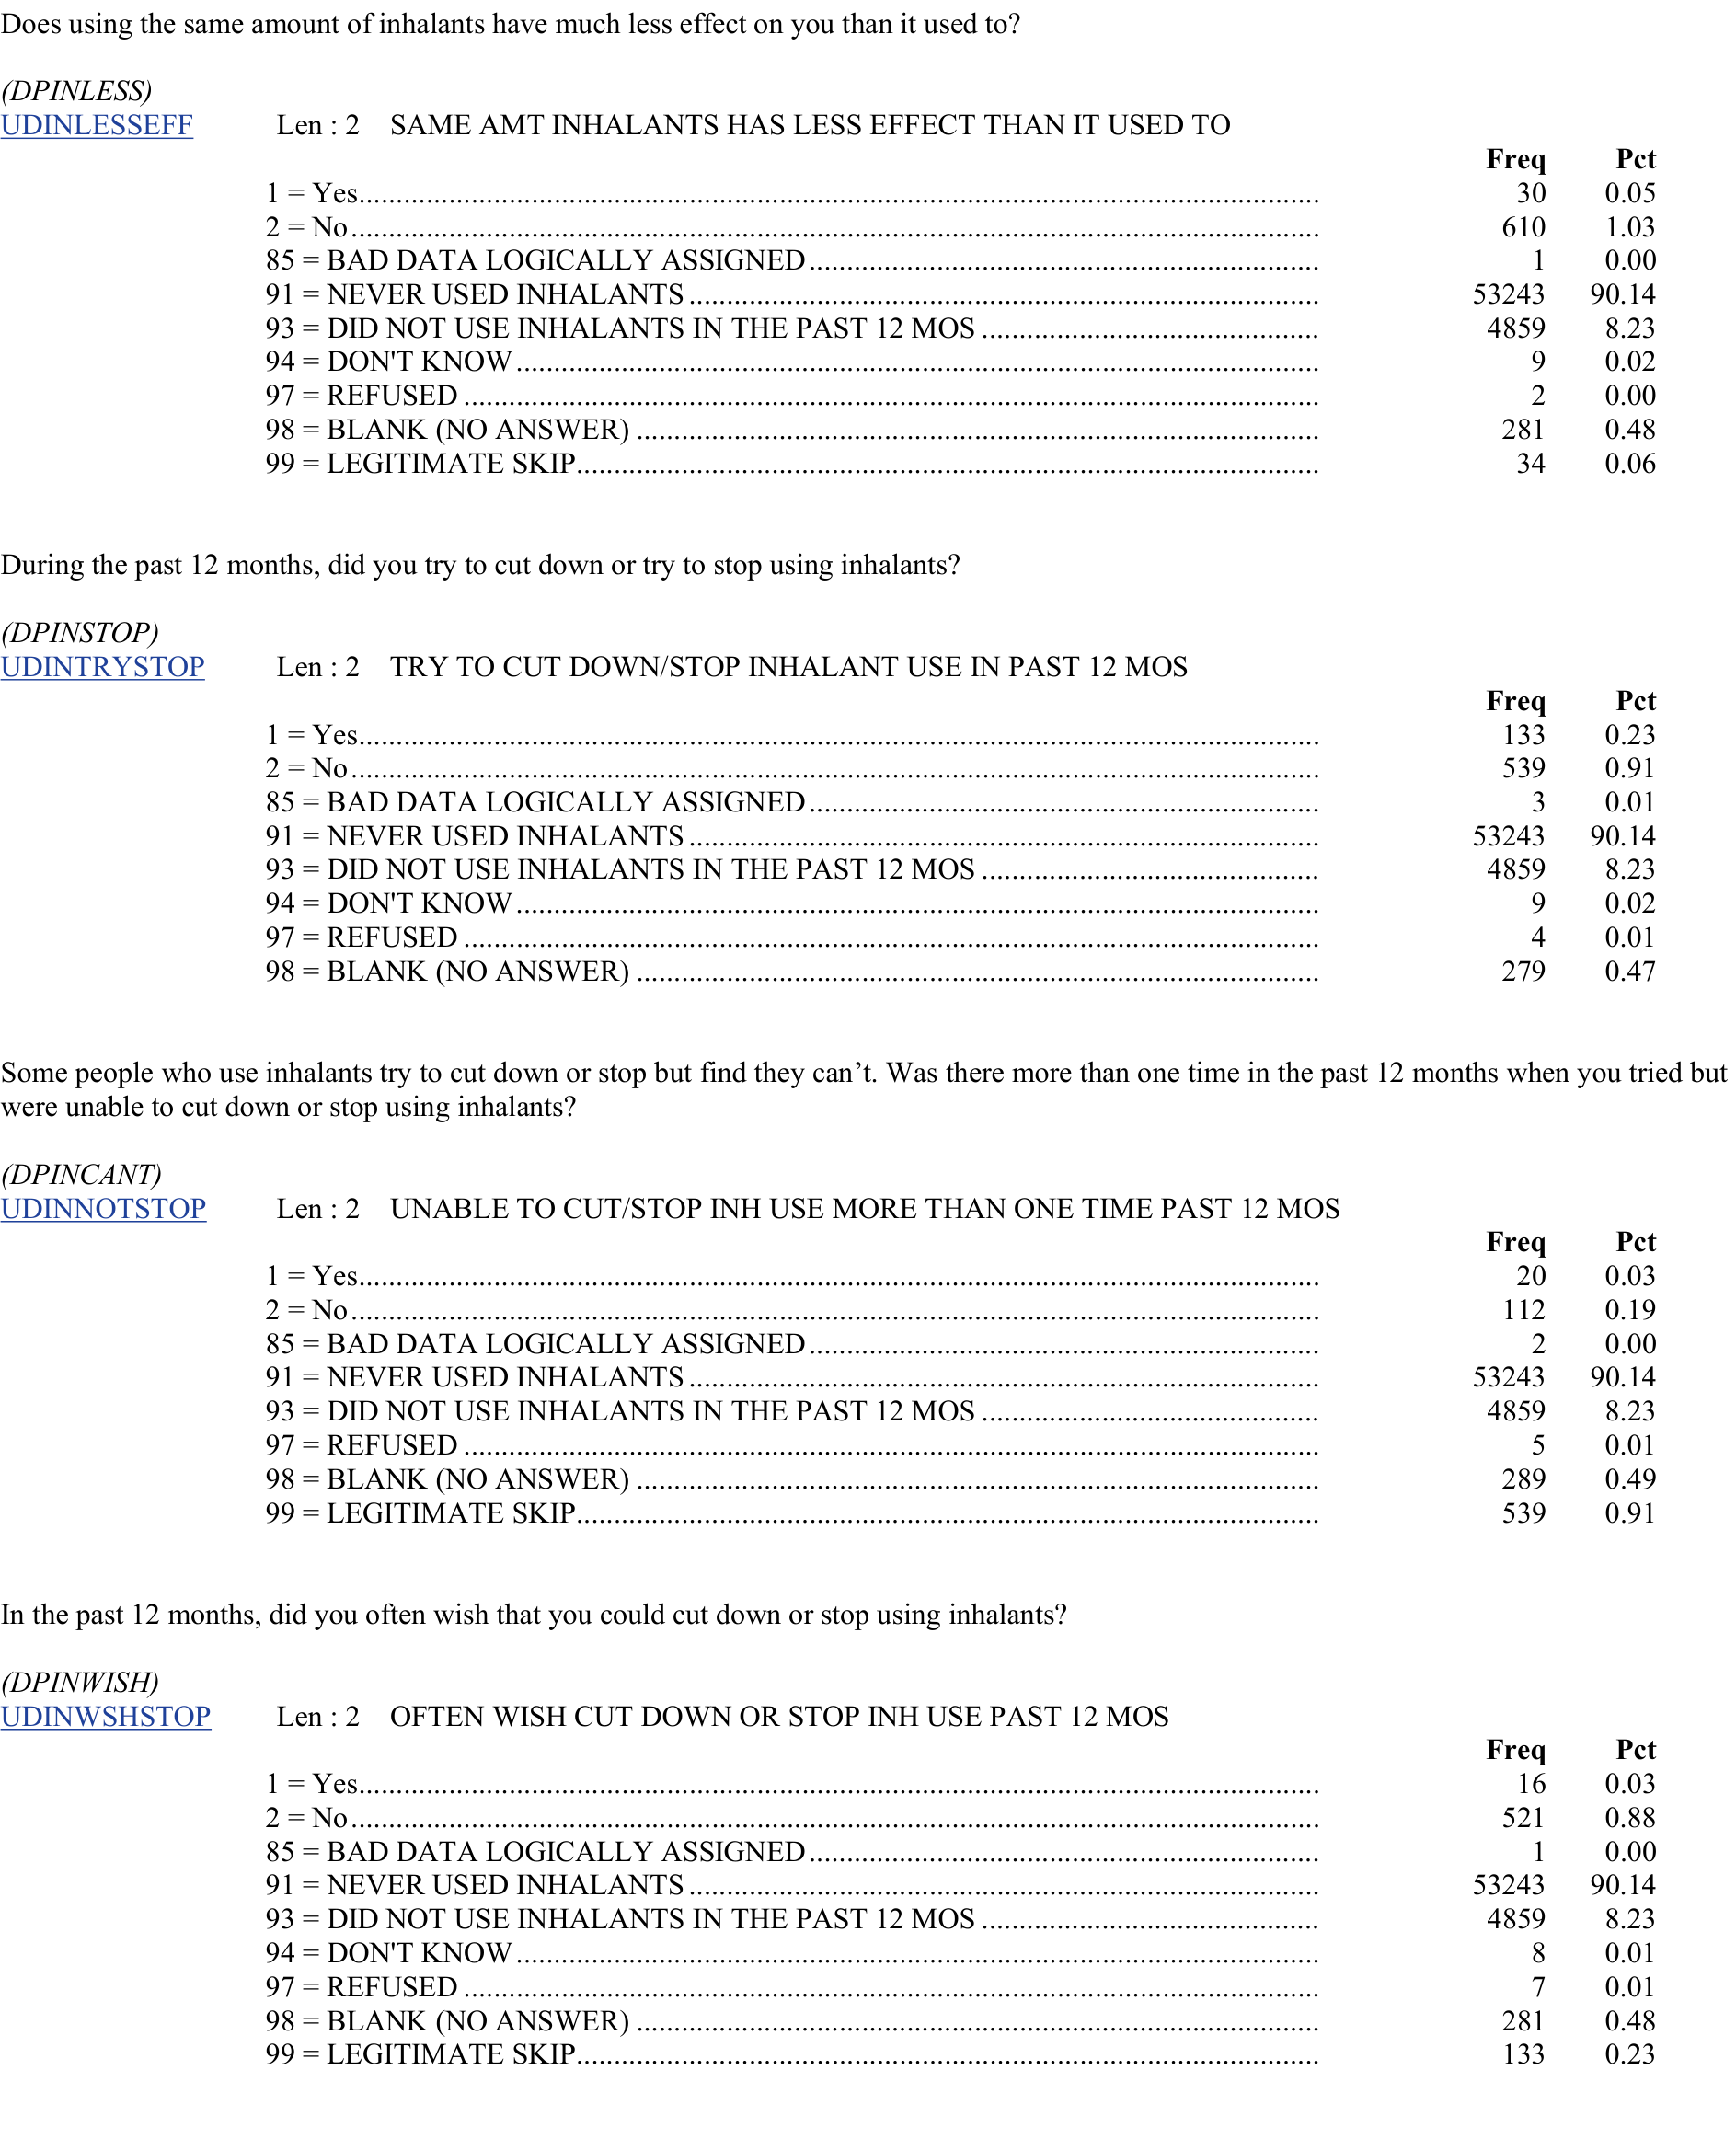 Does using the same amount of inhalants have much less effect on you than it used to?
(DPINLESS)
UDINLESSEFF Len : 2 SAME AMT INHALANTS HAS LESS EFFECT THAN IT USED TO
Freq Pct
1 = Yes 30 0.05
2 = No 610 1.03
85 = BAD DATA LOGICALLY ASSIGNED 1 0.00
91 = NEVER USED INHALANTS 53243 90.14
93 = DID NOT USE INHALANTS IN THE PAST 12 MOS 4859 8.23
94 = DON'T KNOW 9 0.02
97 = REFUSED 2 0.00
98 = BLANK (NO ANSWER) 281 0.48
99 = LEGITIMATE SKIP 34 0.06
During the past 12 months, did you try to cut down or try to stop using inhalants?
(DPINSTOP)
UDINTRYSTOP Len : 2 TRY TO CUT DOWN/STOP INHALANT USE IN PAST 12 MOS
Freq Pct
1 = Yes 133 0.23
2 = No 539 0.91
85 = BAD DATA LOGICALLY ASSIGNED 3 0.01
91 = NEVER USED INHALANTS 53243 90.14
93 = DID NOT USE INHALANTS IN THE PAST 12 MOS 4859 8.23
94 = DON'T KNOW 9 0.02
97 = REFUSED 4 0.01
98 = BLANK (NO ANSWER) 279 0.47
Some people who use inhalants try to cut down or stop but find they can’t. Was there more than one time in the past 12 months when you tried but
were unable to cut down or stop using inhalants?
(DPINCANT)
UDINNOTSTOP Len : 2 UNABLE TO CUT/STOP INH USE MORE THAN ONE TIME PAST 12 MOS
Freq Pct
1 = Yes 20 0.03
2 = No 112 0.19
85 = BAD DATA LOGICALLY ASSIGNED 2 0.00
91 = NEVER USED INHALANTS 53243 90.14
93 = DID NOT USE INHALANTS IN THE PAST 12 MOS 4859 8.23
97 = REFUSED 5 0.01
98 = BLANK (NO ANSWER) 289 0.49
99 = LEGITIMATE SKIP 539 0.91
In the past 12 months, did you often wish that you could cut down or stop using inhalants?
(DPINWISH)
UDINWSHSTOP Len : 2 OFTEN WISH CUT DOWN OR STOP INH USE PAST 12 MOS
Freq Pct
1 = Yes 16 0.03
2 = No 521 0.88
85 = BAD DATA LOGICALLY ASSIGNED 1 0.00
91 = NEVER USED INHALANTS 53243 90.14
93 = DID NOT USE INHALANTS IN THE PAST 12 MOS 4859 8.23
94 = DON'T KNOW 8 0.01
97 = REFUSED 7 0.01
98 = BLANK (NO ANSWER) 281 0.48
99 = LEGITIMATE SKIP 133 0.23